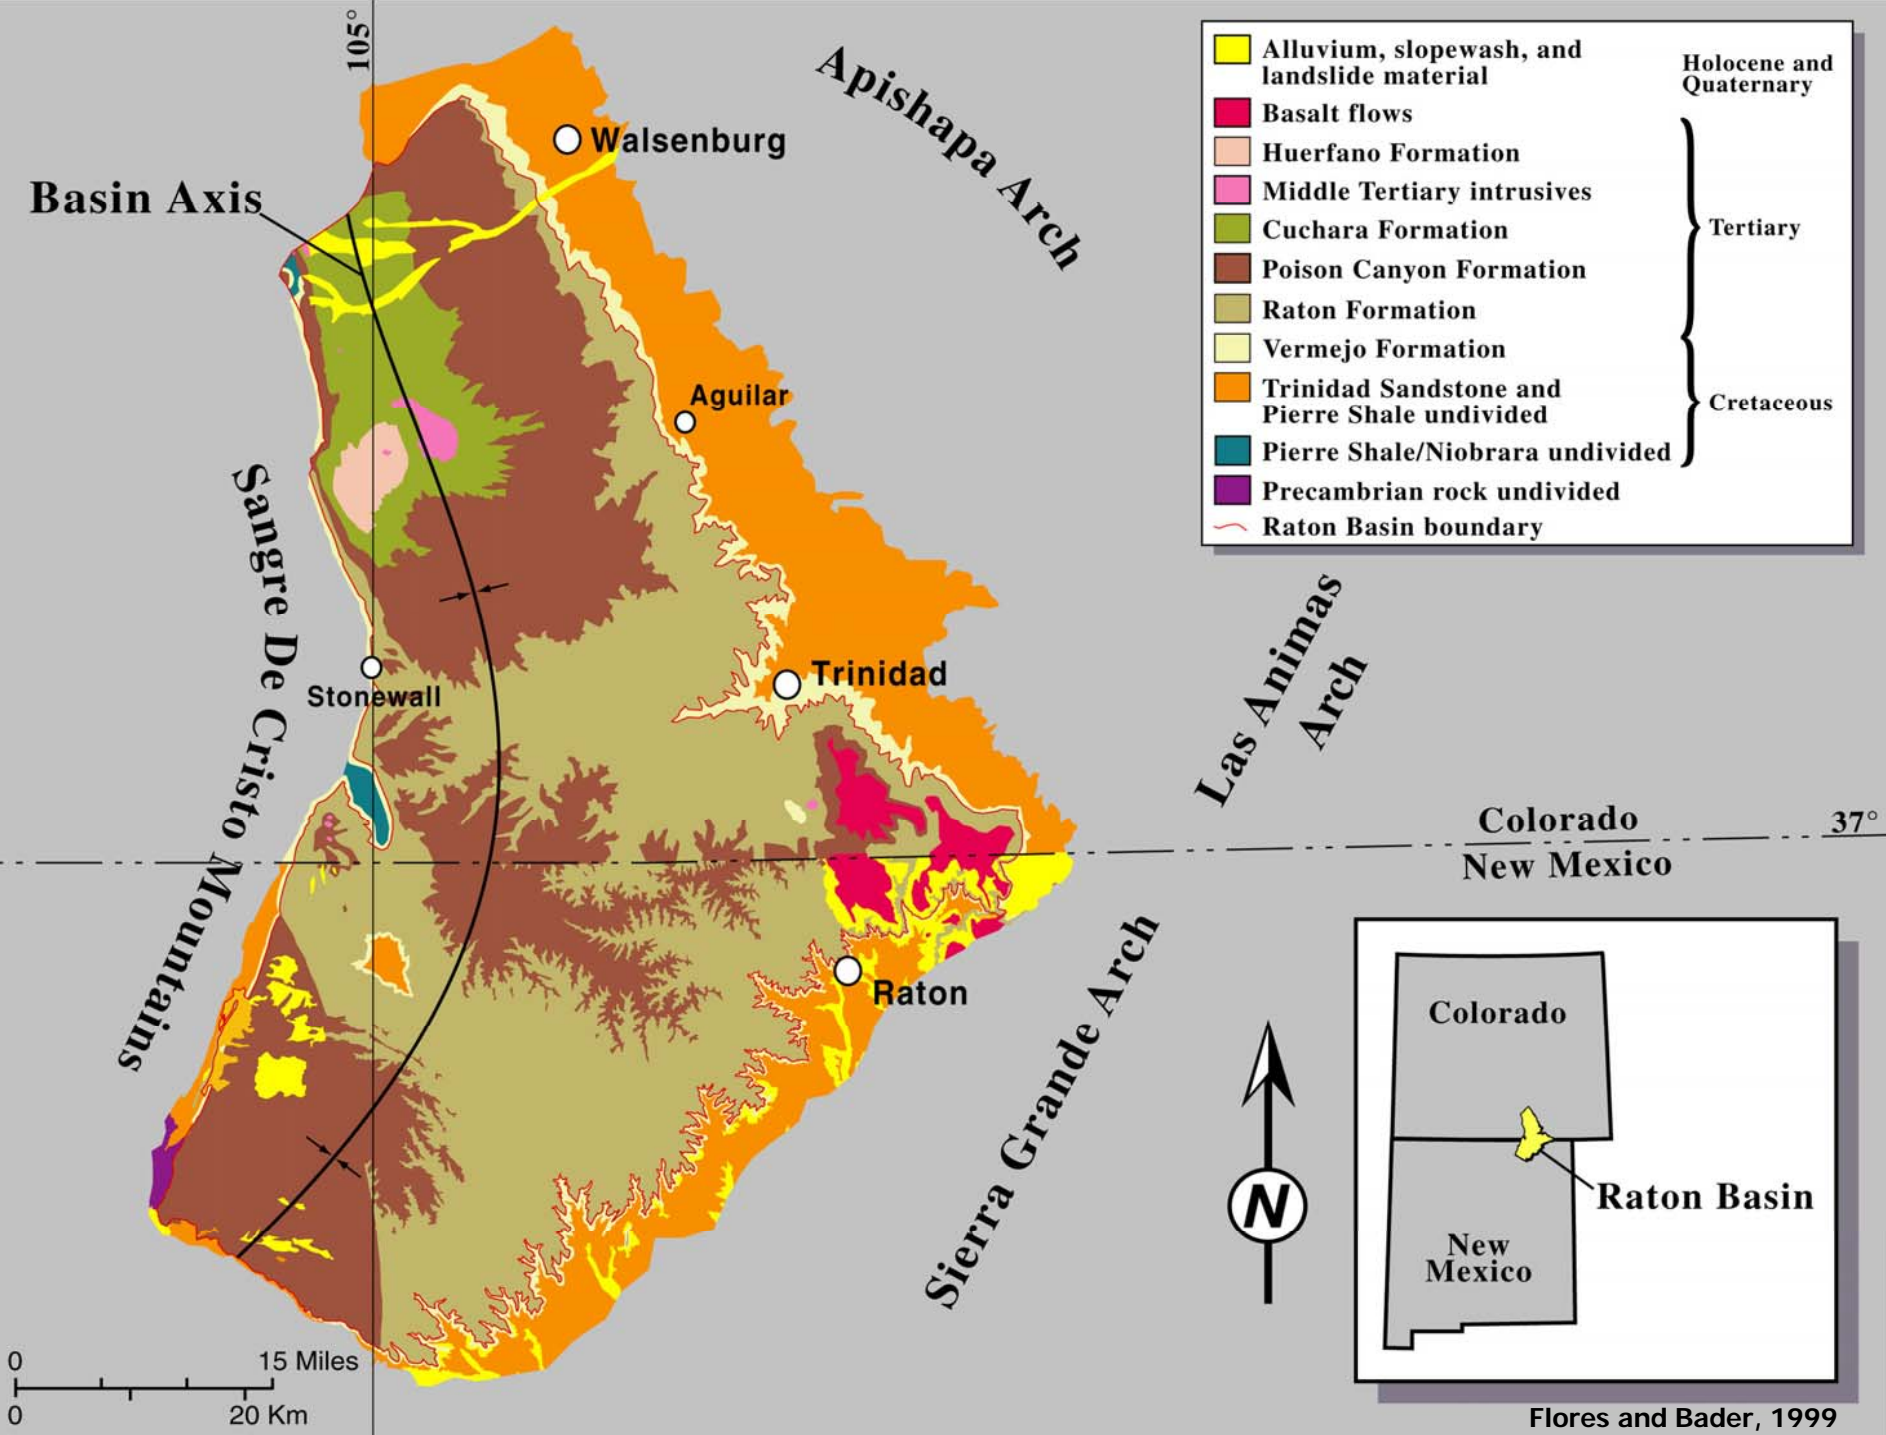 105°
Apishapa Arch
Alluvium, slopewash, and
landslide material
Holocene and
Quaternary
Basalt flows
Huerfano Formation
Middle Tertiary intrusives
Cuchara Formation
Tertiary
Poison Canyon Formation
Raton Formation
Vermejo Formation
Trinidad Sandstone and
Pierre Shale undivided
Cretaceous
Pierre Shale/Niobrara undivided
Precambrian rock undivided
Raton Basin boundary
Walsenburg
Basin Axis
Aguilar
Sangre De Cristo Mountains
Stonewall
Trinidad
Las Animas
Arch
Colorado
37°
New Mexico
Raton
Sierra Grande Arch
N
Colorado
Raton Basin
New
Mexico
0
15 Miles
0
20 Km
Flores and Bader, 1999